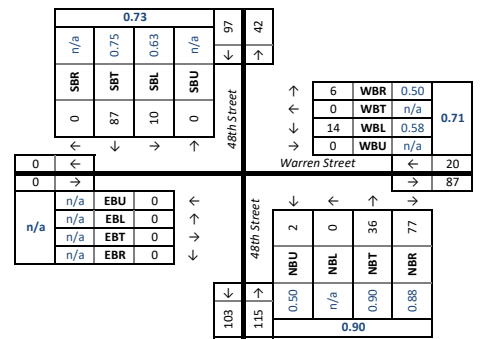 0.73
n/a 0.75 0.63 n/a
SBR SBT SBL SBU
0 87 10 0
← ↓ → ↑
97 42
↓ ↑
48th Street
↑ 6 WBR 0.50
← 0 WBT n/a
↓ 14 WBL 0.58
→ 0 WBU n/a
0.71
Warren Street
0 ←
← 20
0 →
→ 87
n/a
n/a EBU 0 ←
n/a EBL 0 ↑
n/a EBT 0 →
n/a EBR 0 ↓
48th Street
↓ ← ↑ →
2 0 36 77
NBU NBL NBT NBR
0.50 n/a 0.90 0.88
0.90
↓ ↑
103 115